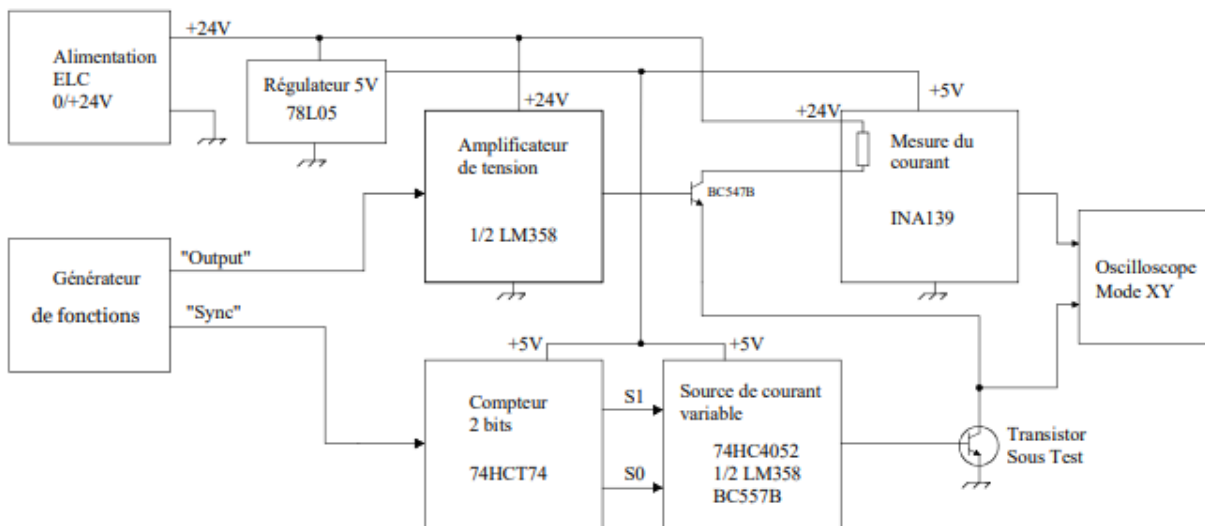 +24V
Alimentation
ELC
0/+24V
Régulateur 5V
78L05
+24V
+5V
+24V
Amplificateur
de tension
1/2 LM358
BC547B
Mesure du
courant
INA139
"Output"
Générateur
de fonctions
"Sync"
Oscilloscope
Mode XY
+5V
+5V
Compteur
2 bits
74HCT74
S1
S0
Source de courant
variable
74HC4052
1/2 LM358
BC557B
Transistor
Sous Test